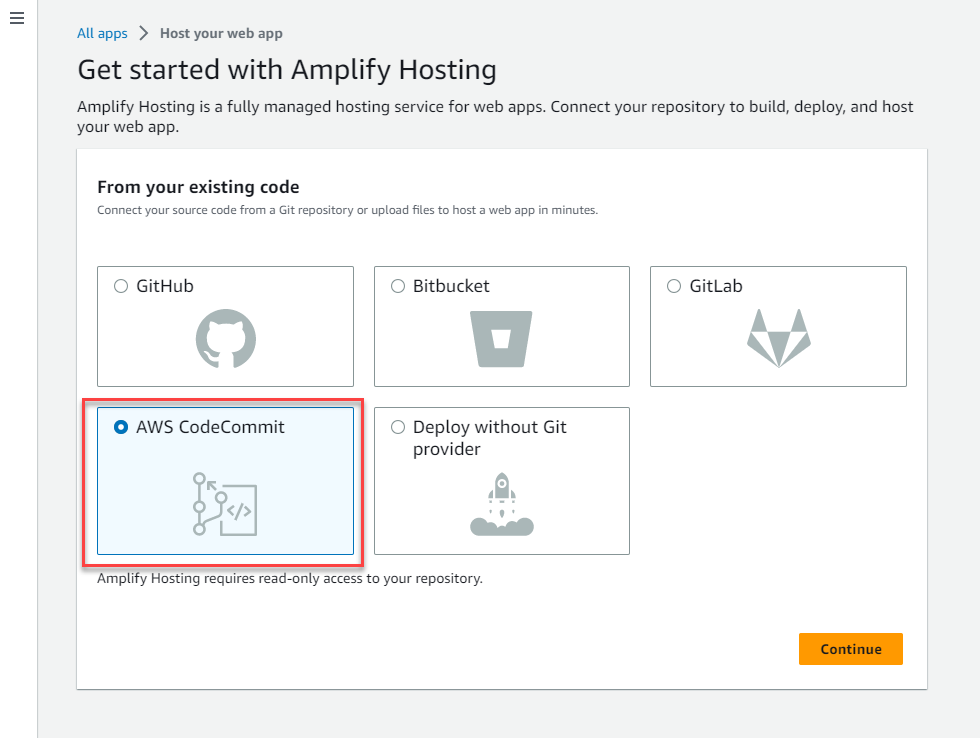 All apps > Host your web app
Get started with Amplify Hosting
Amplify Hosting is a fully managed hosting service for web apps. Connect your repository to build, deploy, and host
your web app.
From your existing code
Connect your source code from a Git repository or upload files to host a web app in minutes.
GitHub
Bitbucket
GitLab
AWS CodeCommit
Deploy without Git
provider
</>
Amplify Hosting requires read-only access to your repository.
Continue